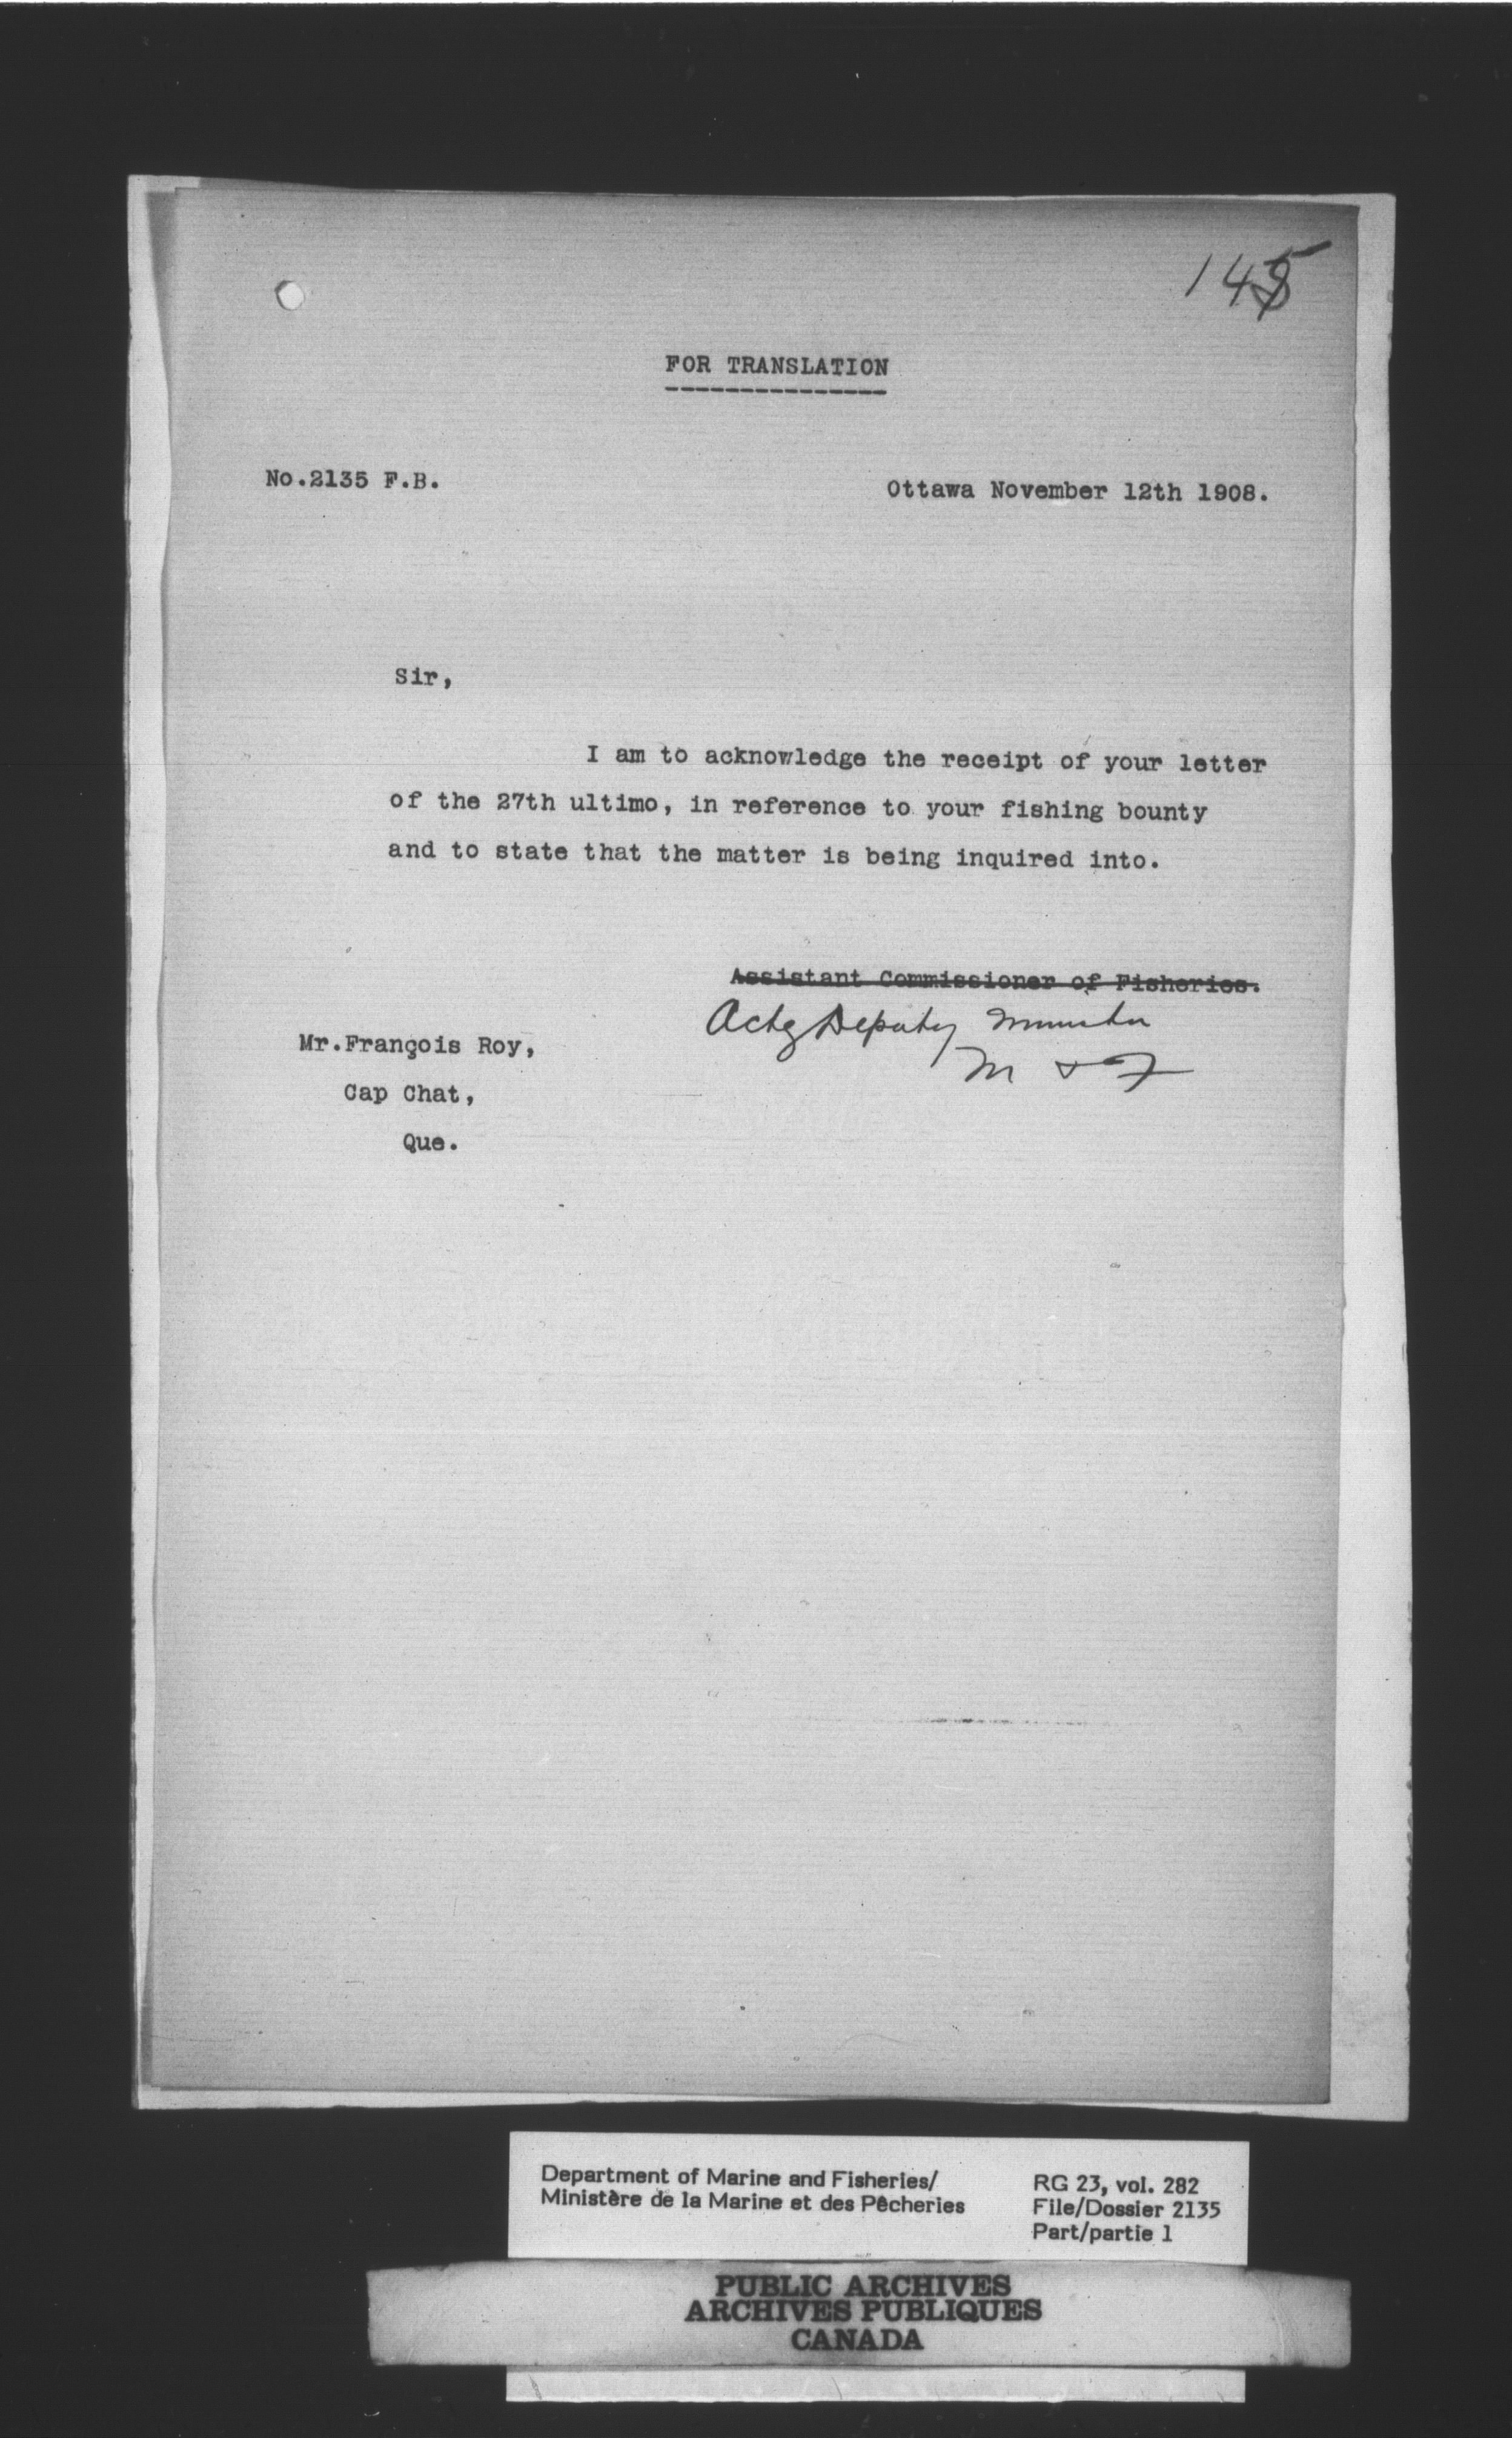 145
FOR TRANSLATION
No.2135 F.B.
Ottawa November 12th 1908.
Sir,
I am to acknowledge the receipt of your letter
of the 27th ultimo, in reference to your fishing bounty
and to state that the matter is being inquired into.
Assistant Commissioner of Fisheries.
Actg Deputy Minister
M & F
Mr.François Roy,
Cap Chat,
Que.
Department of Marine and Fisheries/
Ministère de la Marine et des Pêcheries
RG 23, vol. 282
File/Dossier 2135
Part/partie 1
PUBLIC ARCHIVES
ARCHIVES PUBLIQUES
CANADA